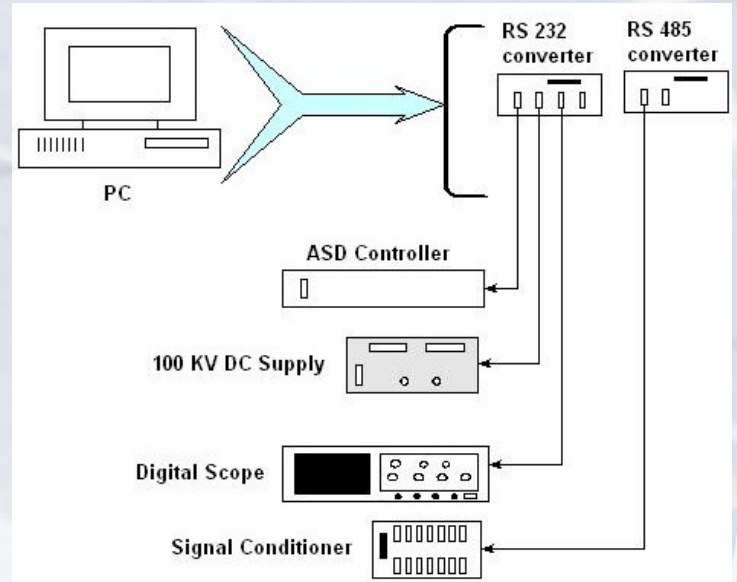 RS 232
converter
RS 485
converter
PC
ASD Controller
100 KV DC Supply
Digital Scope
Signal Conditioner